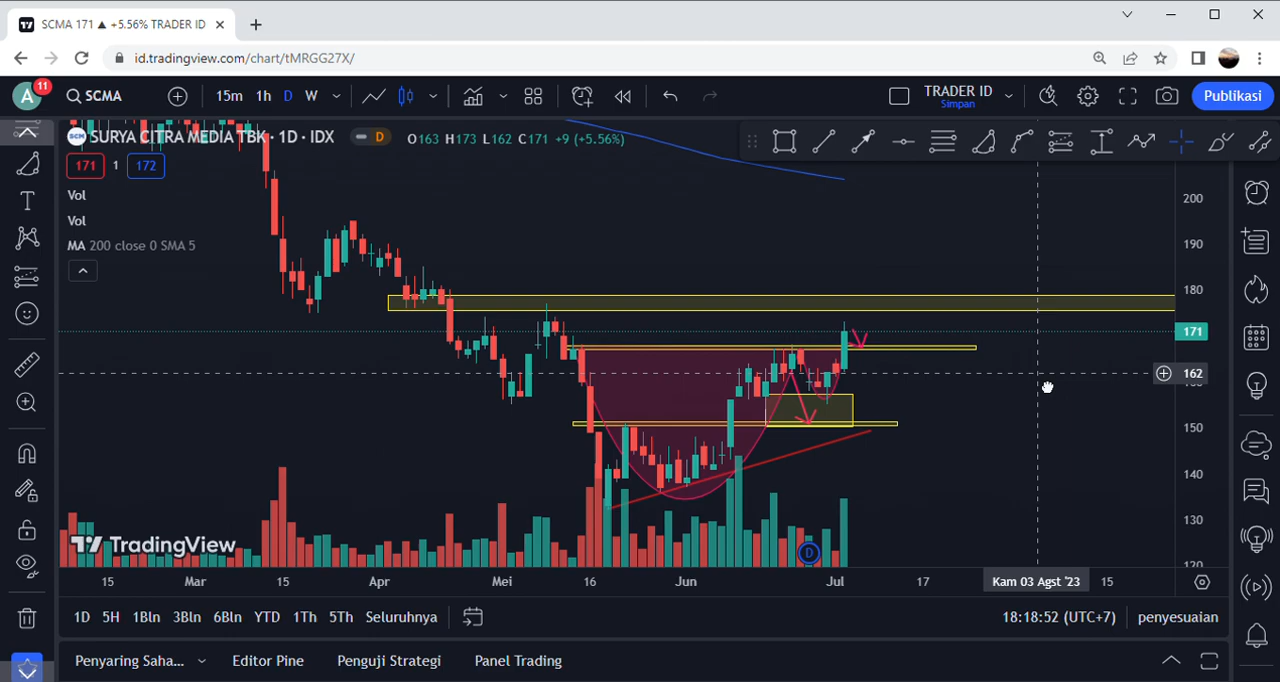 SCMA 171 ▲ +5.56% TRADER ID
id.tradingview.com/chart/tMRGG27X/
A 11 SCMA 15m 1h D W TRADER ID Simpan Publikasi
SCM SURYA CITRA MEDIA TBK · 1D · IDX D O163 H173 L162 C171 +9 (+5.56%)
171 1 172
Vol
Vol
MA 200 close 0 SMA 5
200
190
180
171
162
150
140
130
120
TradingView
D
15 Mar 15 Apr Mei 16 Jun Jul 17 Kam 03 Agst '23 15
1D 5H 1Bln 3Bln 6Bln YTD 1Th 5Th Seluruhnya 18:18:52 (UTC+7) penyesuaian
Penyaring Saha... Editor Pine Penguji Strategi Panel Trading